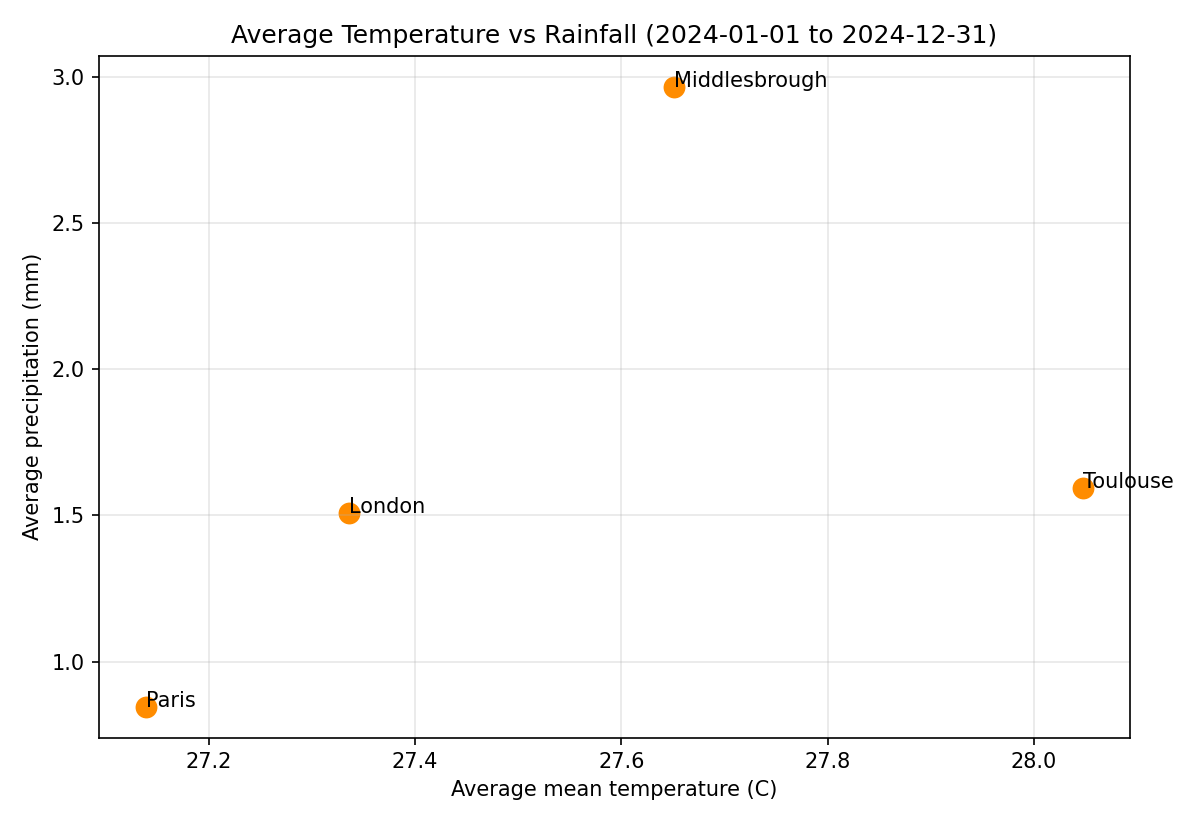 Average Temperature vs Rainfall (2024-01-01 to 2024-12-31)
3.0
Middlesbrough
2.5
Average precipitation (mm)
2.0
Toulouse
1.5
London
1.0
Paris
27.2 27.4 27.6 27.8 28.0
Average mean temperature (C)